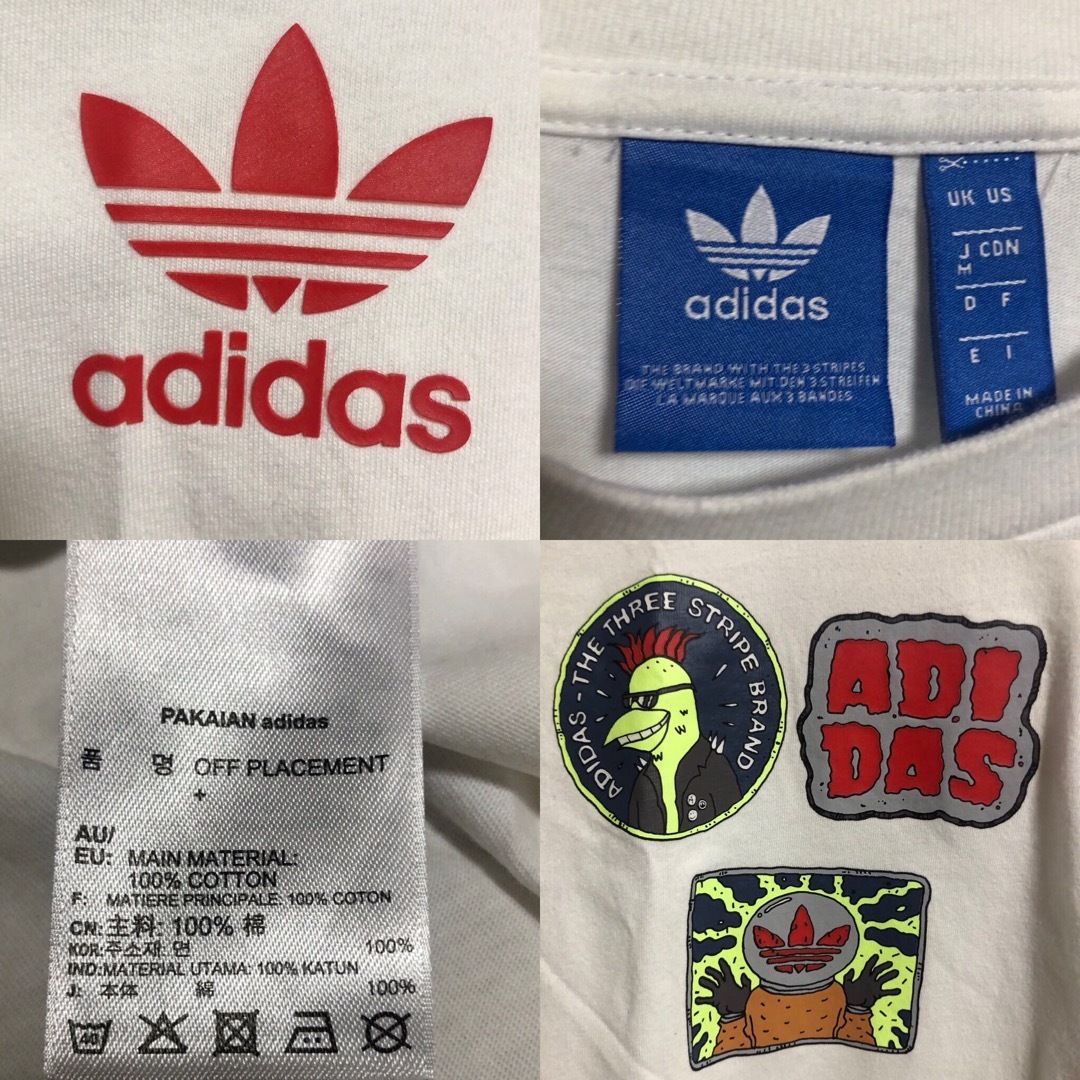 adidas
adidas
THE BRAND WITH THE 3 STRIPES
DIE WELTMARKE MIT DEN 3 STREIFEN
LA MARQUE AUX 3 BANDES
UK US
J CDN
M
D F
E I
MADE IN
CHINA
PAKAIAN adidas
품 명 OFF PLACEMENT
+
AU/
EU: MAIN MATERIAL:
100% COTTON
F: MATIERE PRINCIPALE: 100% COTON
CN: 主料: 100% 棉
KOR: 주소재: 면 100%
IND: MATERIAL UTAMA: 100% KATUN
J: 本体 綿 100%
40
ADIDAS - THE THREE STRIPE BRAND
ADI
DAS